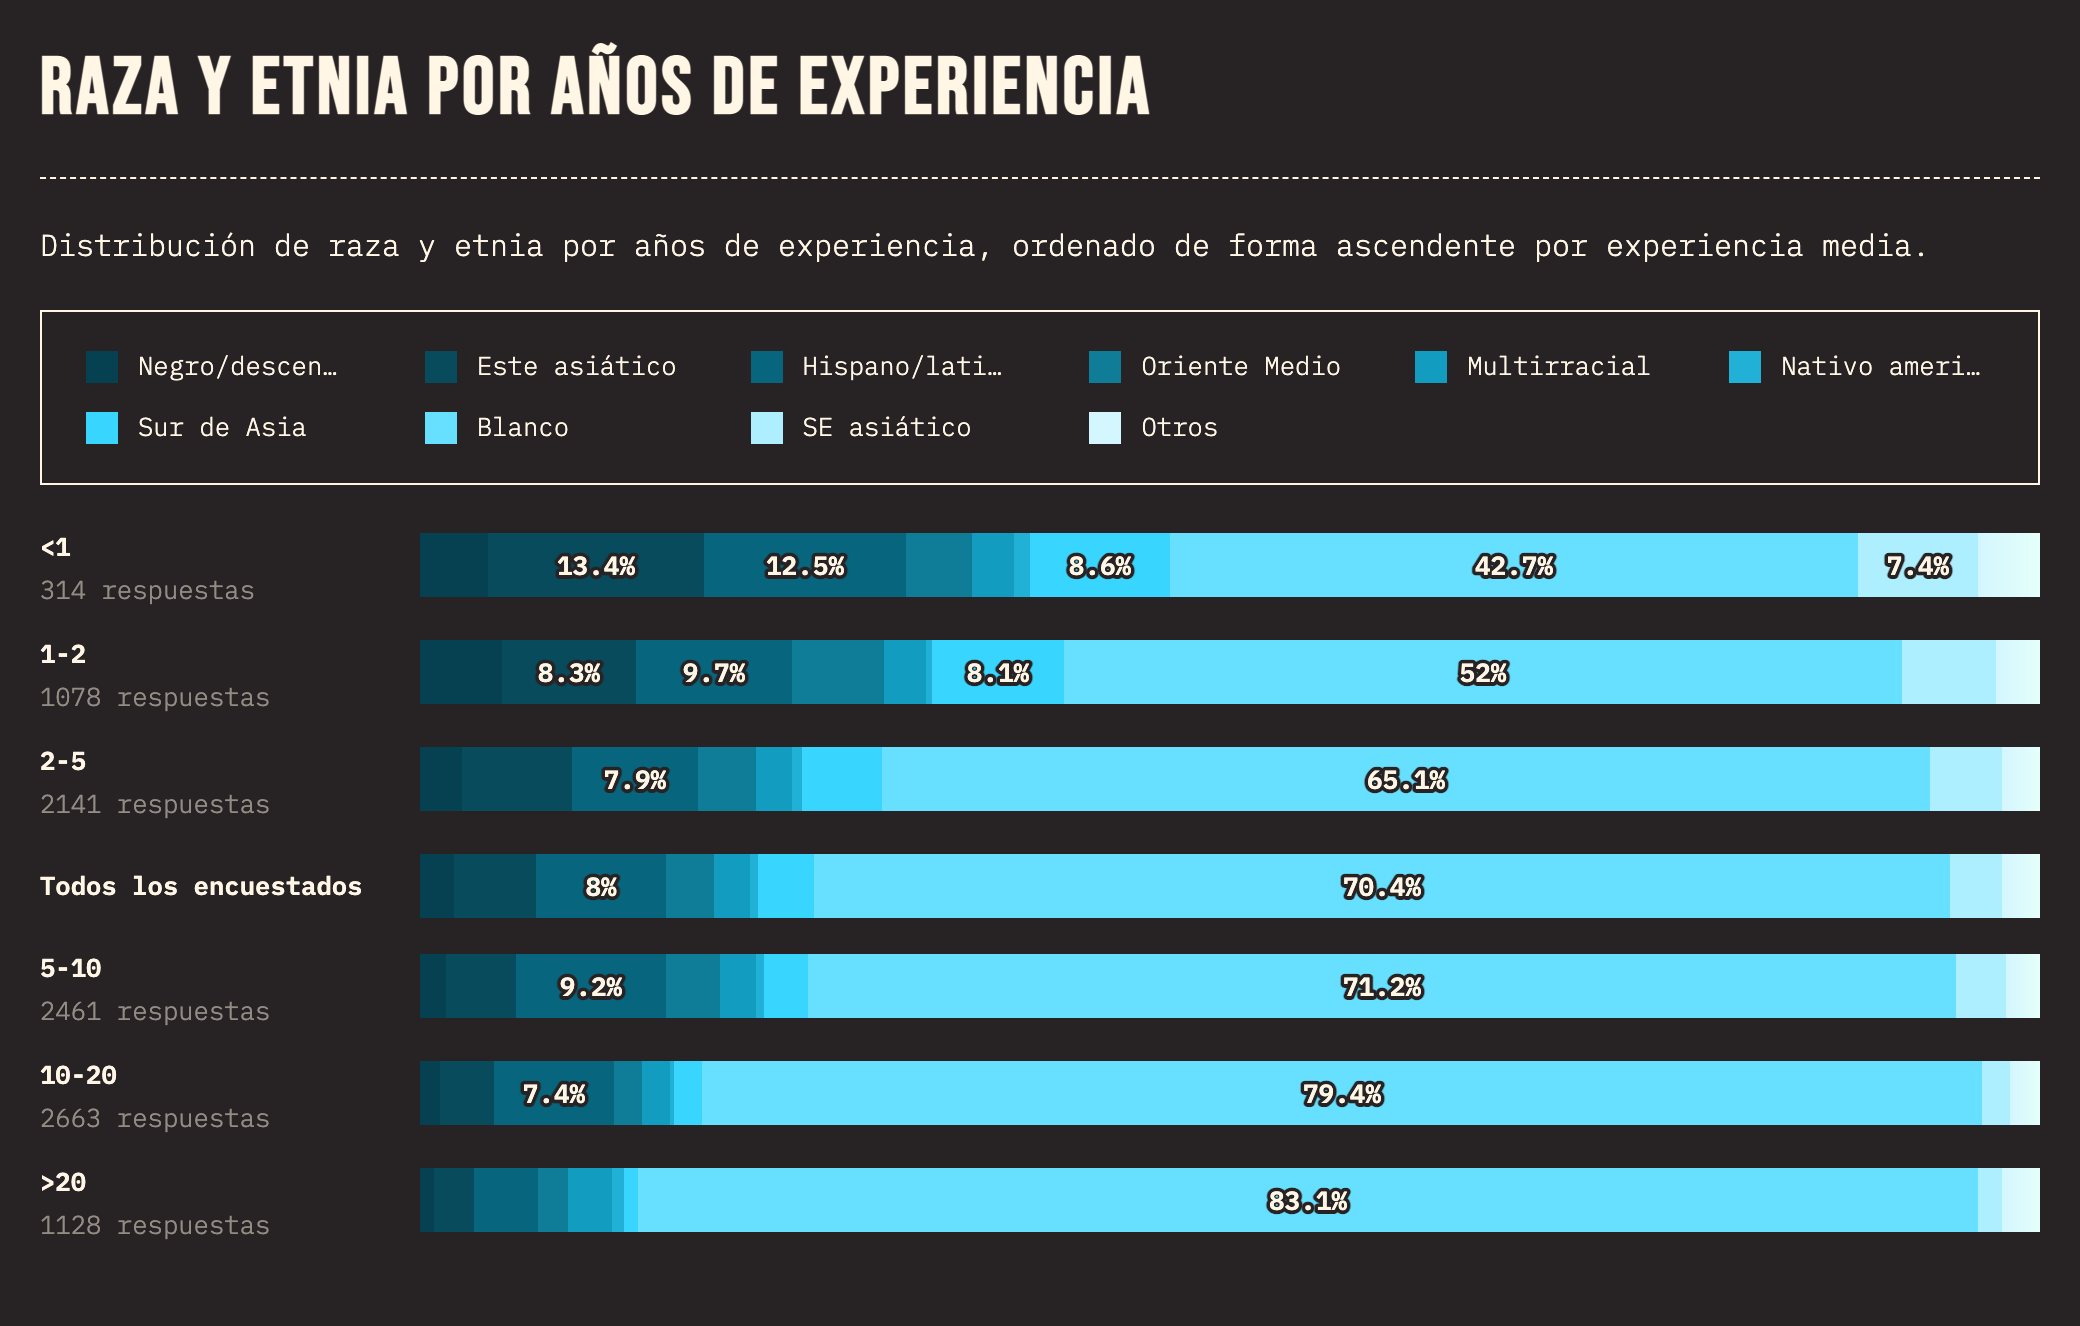 RAZA Y ETNIA POR AÑOS DE EXPERIENCIA
Distribución de raza y etnia por años de experiencia, ordenado de forma ascendente por experiencia media.
Negro/descen… Este asiático Hispano/lati… Oriente Medio Multirracial Nativo ameri…
Sur de Asia Blanco SE asiático Otros
<1
314 respuestas
13.4% 12.5% 8.6% 42.7% 7.4%
1-2
1078 respuestas
8.3% 9.7% 8.1% 52%
2-5
2141 respuestas
7.9% 65.1%
Todos los encuestados
8% 70.4%
5-10
2461 respuestas
9.2% 71.2%
10-20
2663 respuestas
7.4% 79.4%
>20
1128 respuestas
83.1%